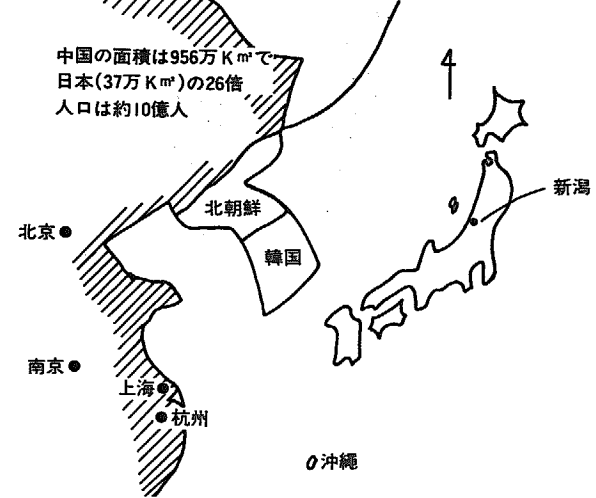 中国の面積は956万Km²で
日本(37万Km²)の26倍
人口は約10億人
新潟
北朝鮮
北京
韓国
南京
上海
杭州
沖縄